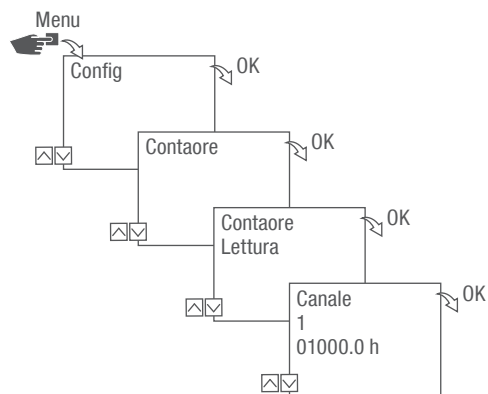 Menu
Config
OK
Contaore
OK
Contaore
Lettura
OK
Canale
1
01000.0 h
OK